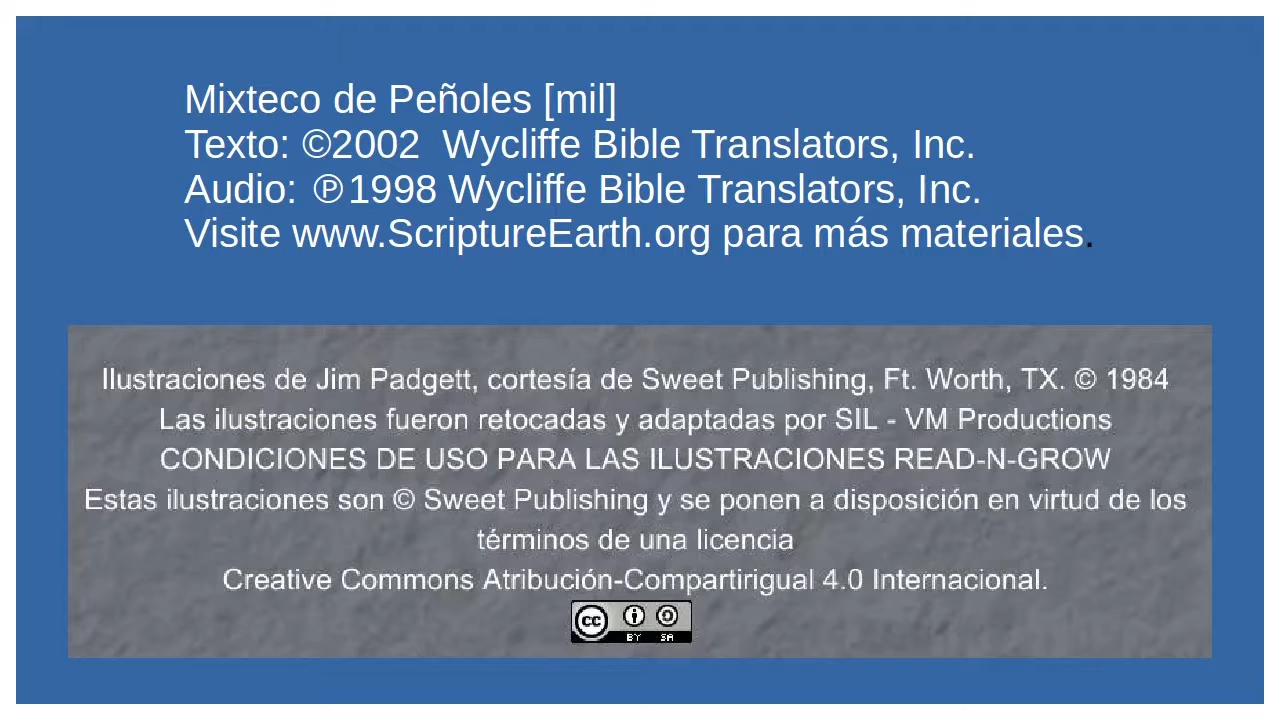 Mixteco de Peñoles [mil]
Texto: ©2002  Wycliffe Bible Translators, Inc.
Audio: ℗1998 Wycliffe Bible Translators, Inc.
Visite www.ScriptureEarth.org para más materiales.
Ilustraciones de Jim Padgett, cortesía de Sweet Publishing, Ft. Worth, TX. © 1984
Las ilustraciones fueron retocadas y adaptadas por SIL - VM Productions
CONDICIONES DE USO PARA LAS ILUSTRACIONES READ-N-GROW
Estas ilustraciones son © Sweet Publishing y se ponen a disposición en virtud de los
términos de una licencia
Creative Commons Atribución-Compartirigual 4.0 Internacional.
cc BY SA